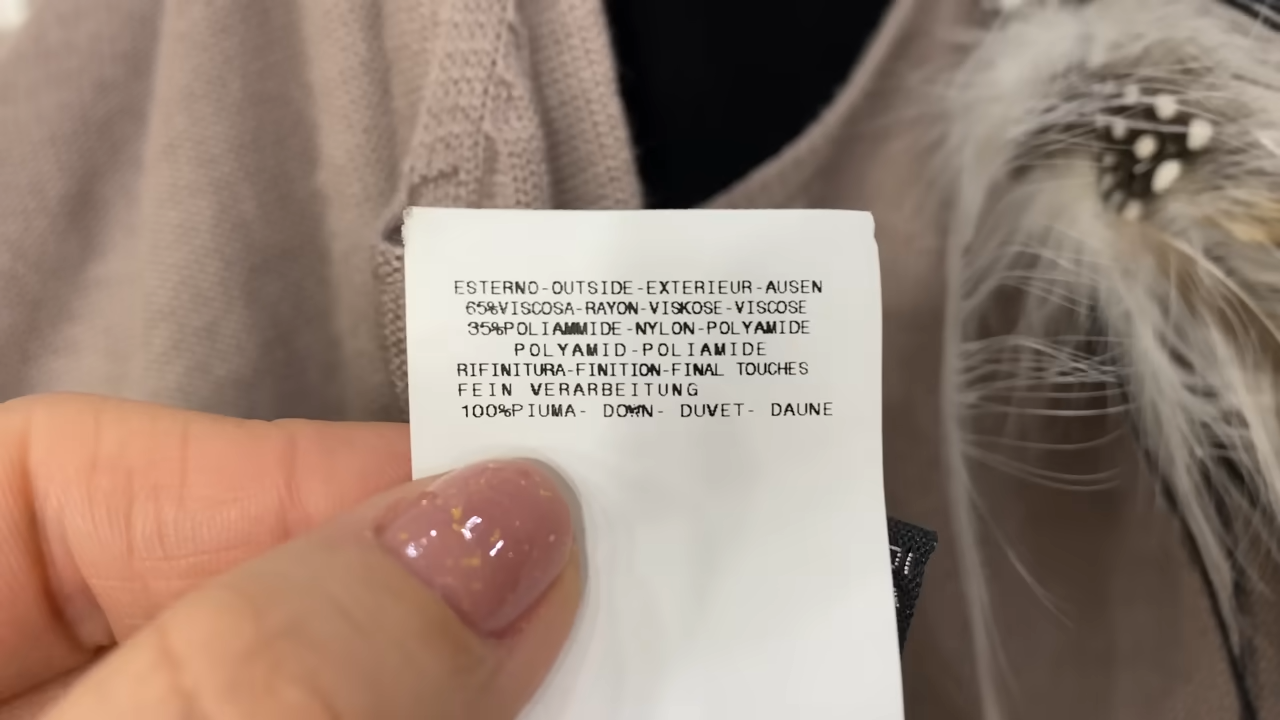 ESTERNO-OUTSIDE-EXTERIEUR-AUSEN
65%VISCOSA-RAYON-VISKOSE-VISCOSE
35%POLIAMMIDE-NYLON-POLYAMIDE
POLYAMID-POLIAMIDE
RIFINITURA-FINITION-FINAL TOUCHES
FEIN VERARBEITUNG
100%PIUMA- DOWN- DUVET- DAUNE